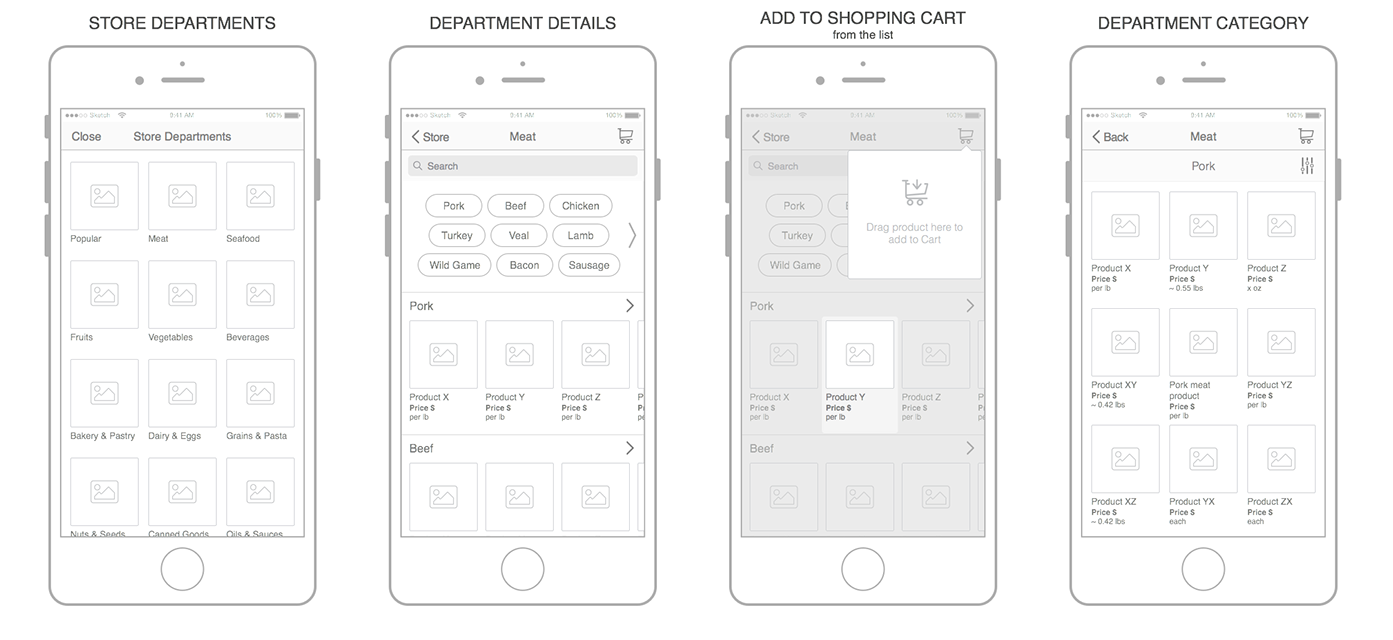 STORE DEPARTMENTS
Sketch 9:41 AM 100%
Close Store Departments
Popular Meat Seafood
Fruits Vegetables Beverages
Bakery & Pastry Dairy & Eggs Grains & Pasta
Nuts & Seeds Canned Goods Oils & Sauces
DEPARTMENT DETAILS
Sketch 9:41 AM 100%
Store Meat
Search
Pork Beef Chicken
Turkey Veal Lamb
Wild Game Bacon Sausage
Pork
Product X Product Y Product Z P
Price $ Price $ Price $ P
per lb per lb per lb p
Beef
ADD TO SHOPPING CART
from the list
Sketch 9:41 AM 100%
Store Meat
Search
Pork
Turkey
Wild Game
Drag product here to
add to Cart
Pork
Product X Product Y Product Z P
Price $ Price $ Price $ P
per lb per lb per lb p
Beef
DEPARTMENT CATEGORY
Sketch 9:41 AM 100%
Back Meat
Pork
Product X Product Y Product Z
Price $ Price $ Price $
per lb ~ 0.55 lbs x oz
Product XY Pork meat Product YZ
Price $ product Price $
~ 0.42 lbs Price $ per lb
per lb
Product XZ Product YX Product ZX
Price $ Price $ Price $
~ 0.42 lbs each each